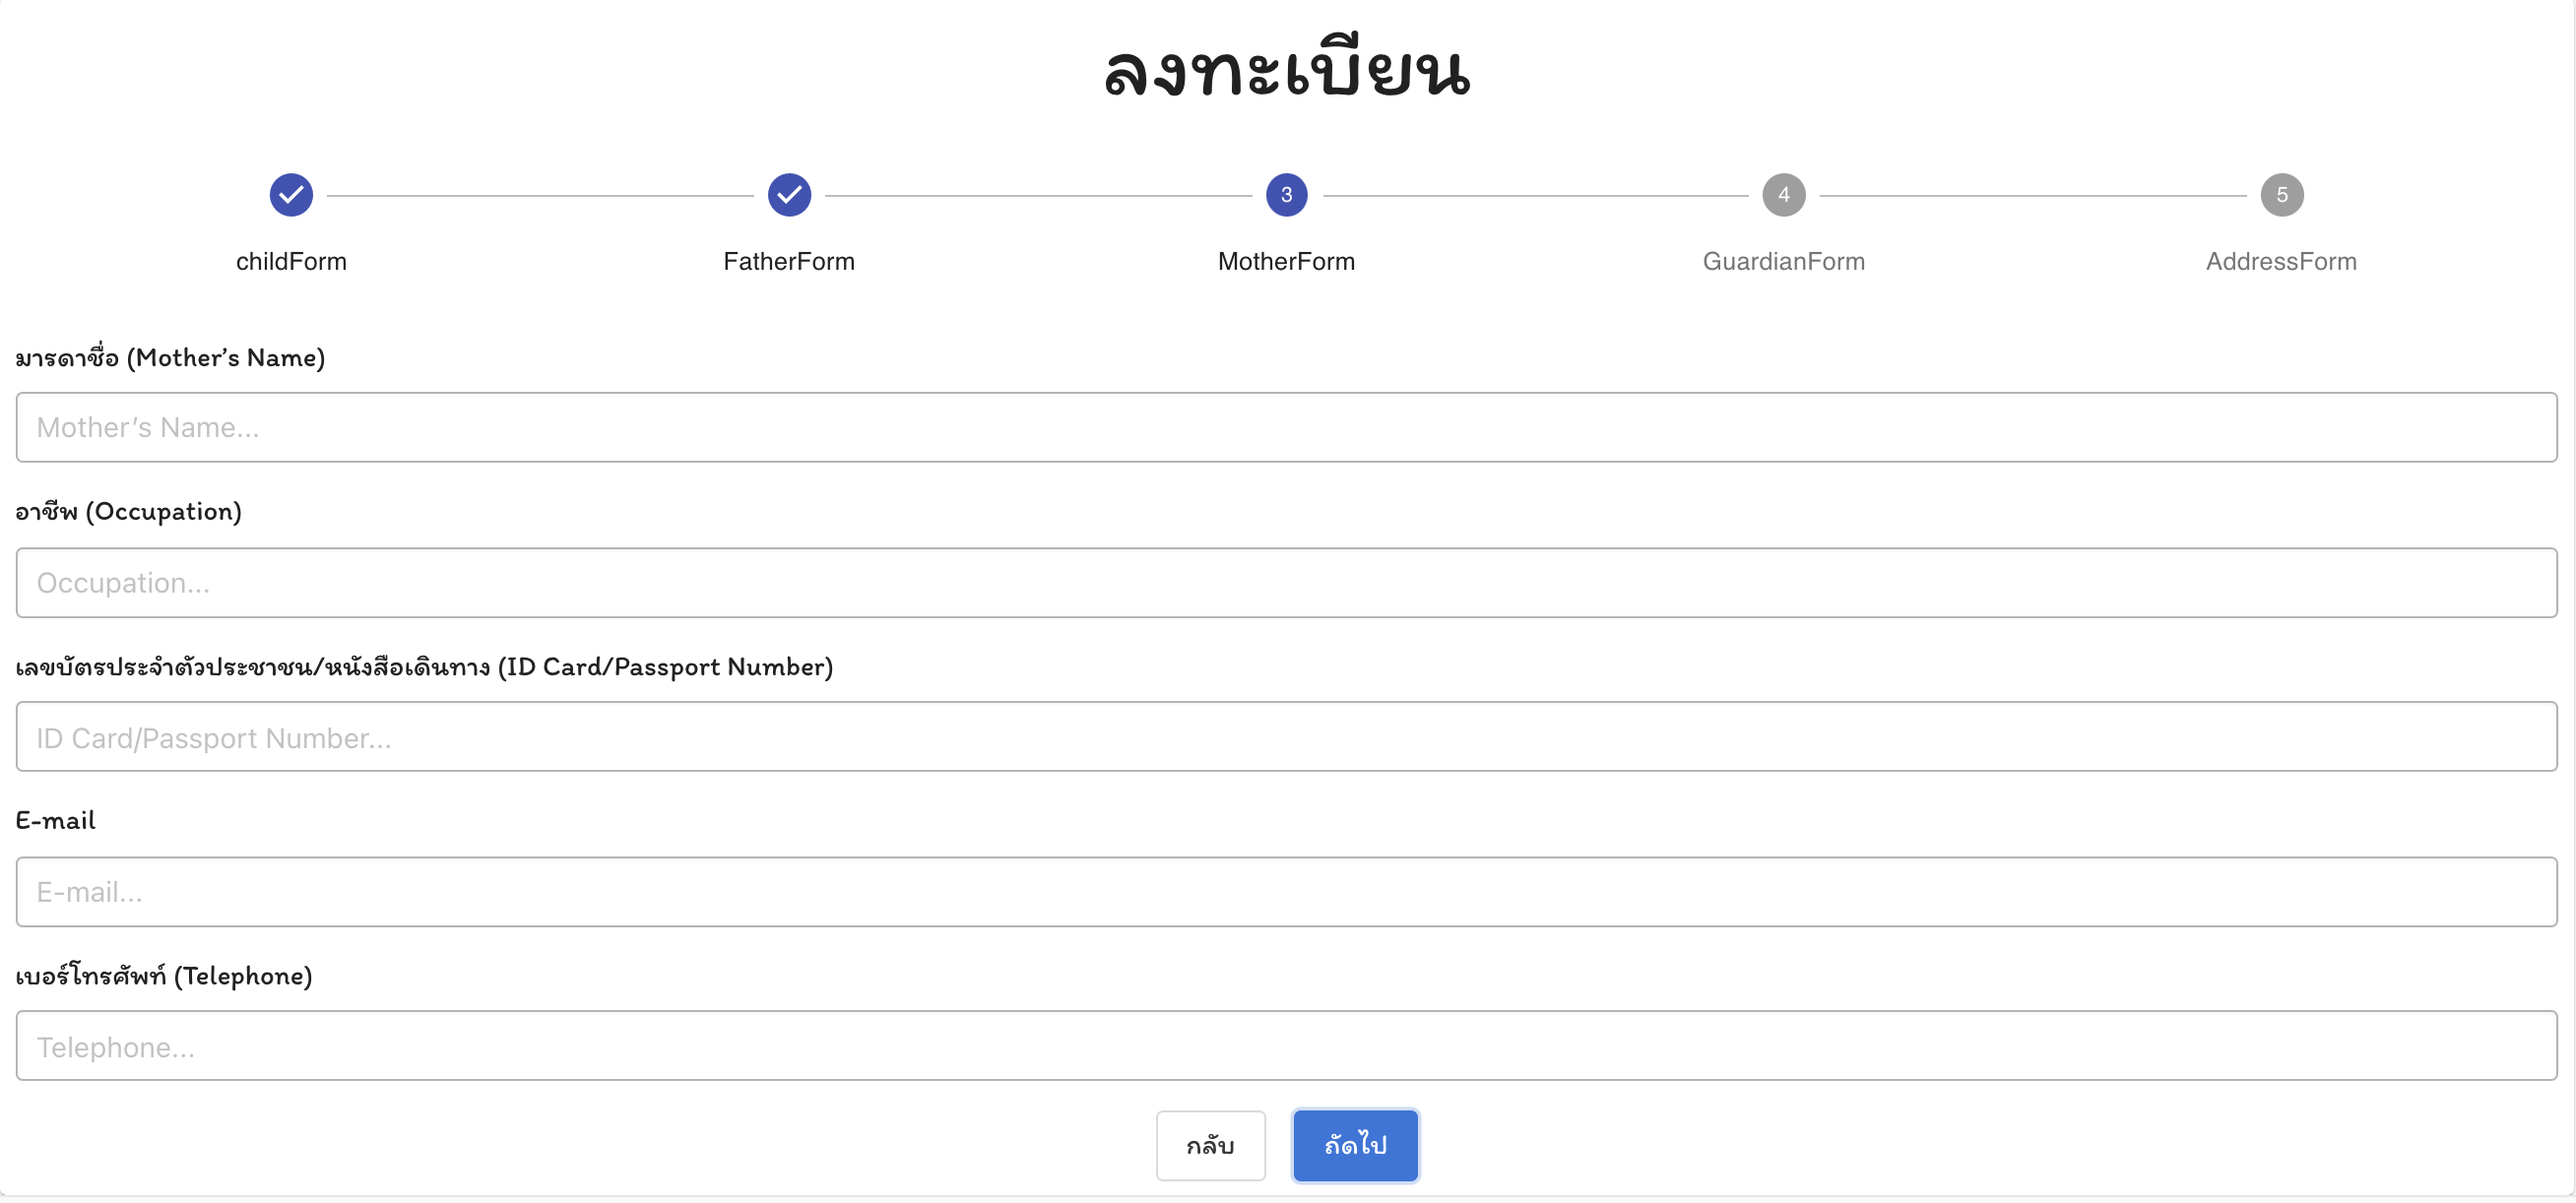 ลงทะเบียน
3 4 5
childForm FatherForm MotherForm GuardianForm AddressForm
มารดาชื่อ (Mother’s Name)
Mother’s Name...
อาชีพ (Occupation)
Occupation...
เลขบัตรประจำตัวประชาชน/หนังสือเดินทาง (ID Card/Passport Number)
ID Card/Passport Number...
E-mail
E-mail...
เบอร์โทรศัพท์ (Telephone)
Telephone...
กลับ ถัดไป